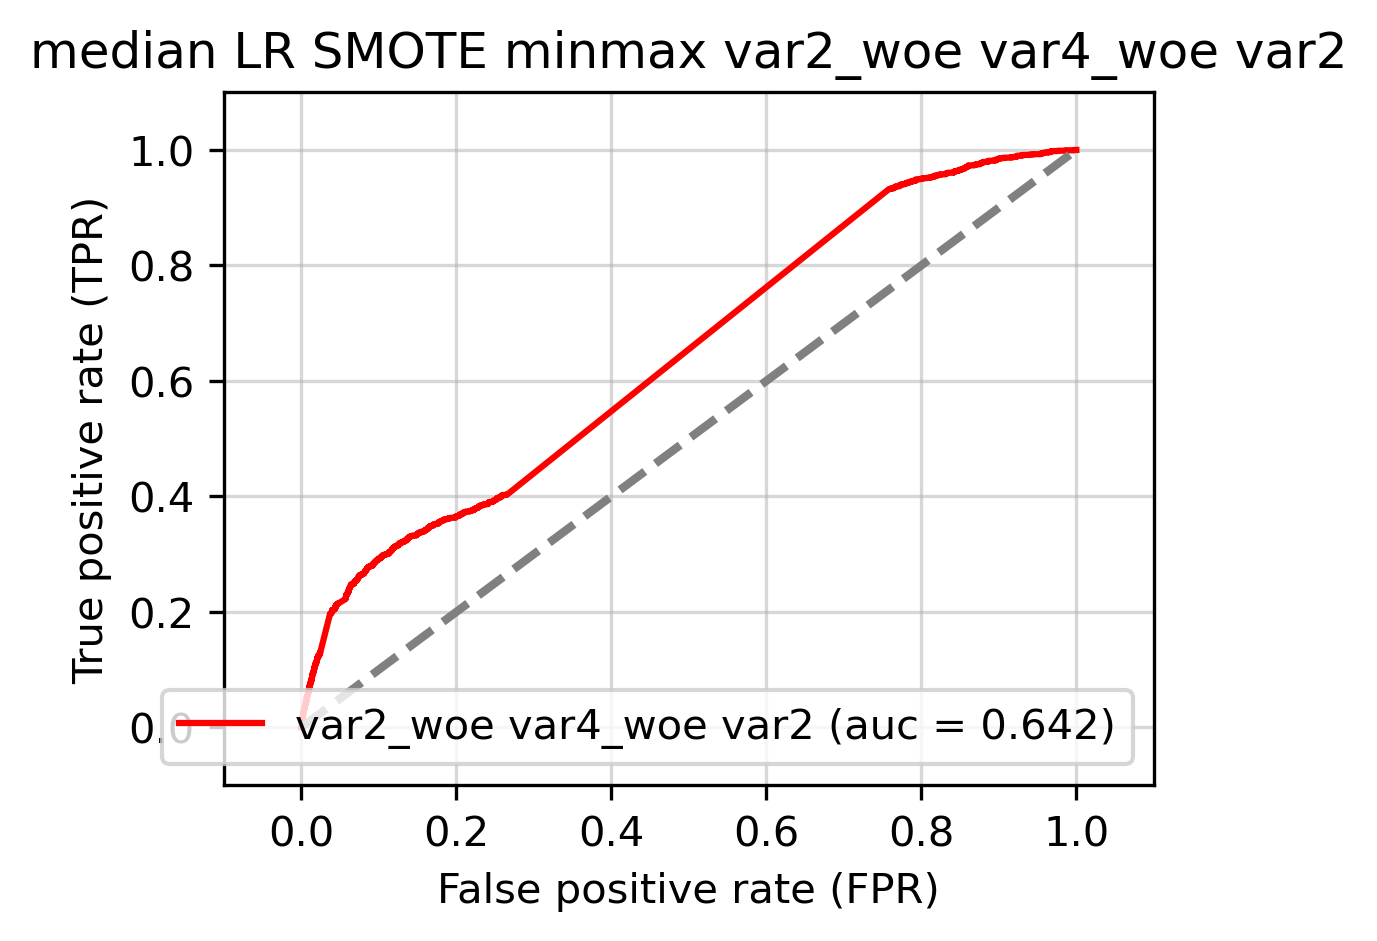 median LR SMOTE minmax var2_woe var4_woe var2
True positive rate (TPR)
1.0
0.8
0.6
0.4
0.2
0.0
var2_woe var4_woe var2 (auc = 0.642)
0.0 0.2 0.4 0.6 0.8 1.0
False positive rate (FPR)